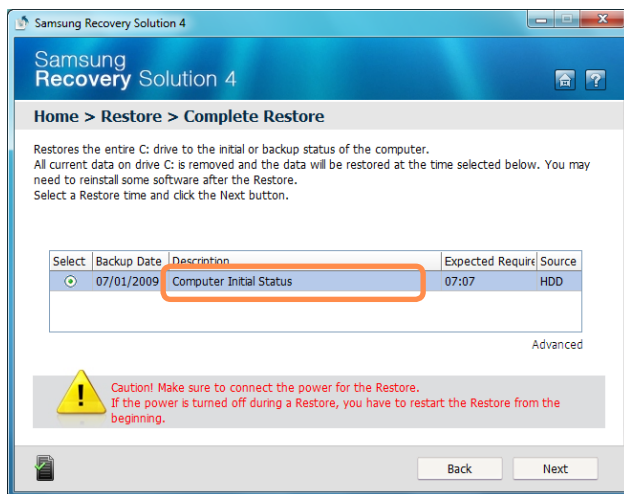 Samsung Recovery Solution 4
Samsung
Recovery Solution 4
Home > Restore > Complete Restore
Restores the entire C: drive to the initial or backup status of the computer.
All current data on drive C: is removed and the data will be restored at the time selected below. You may
need to reinstall some software after the Restore.
Select a Restore time and click the Next button.
Select Backup Date Description Expected Require Source
07/01/2009 Computer Initial Status 07:07 HDD
Advanced
Caution! Make sure to connect the power for the Restore.
If the power is turned off during a Restore, you have to restart the Restore from the
beginning.
Back Next